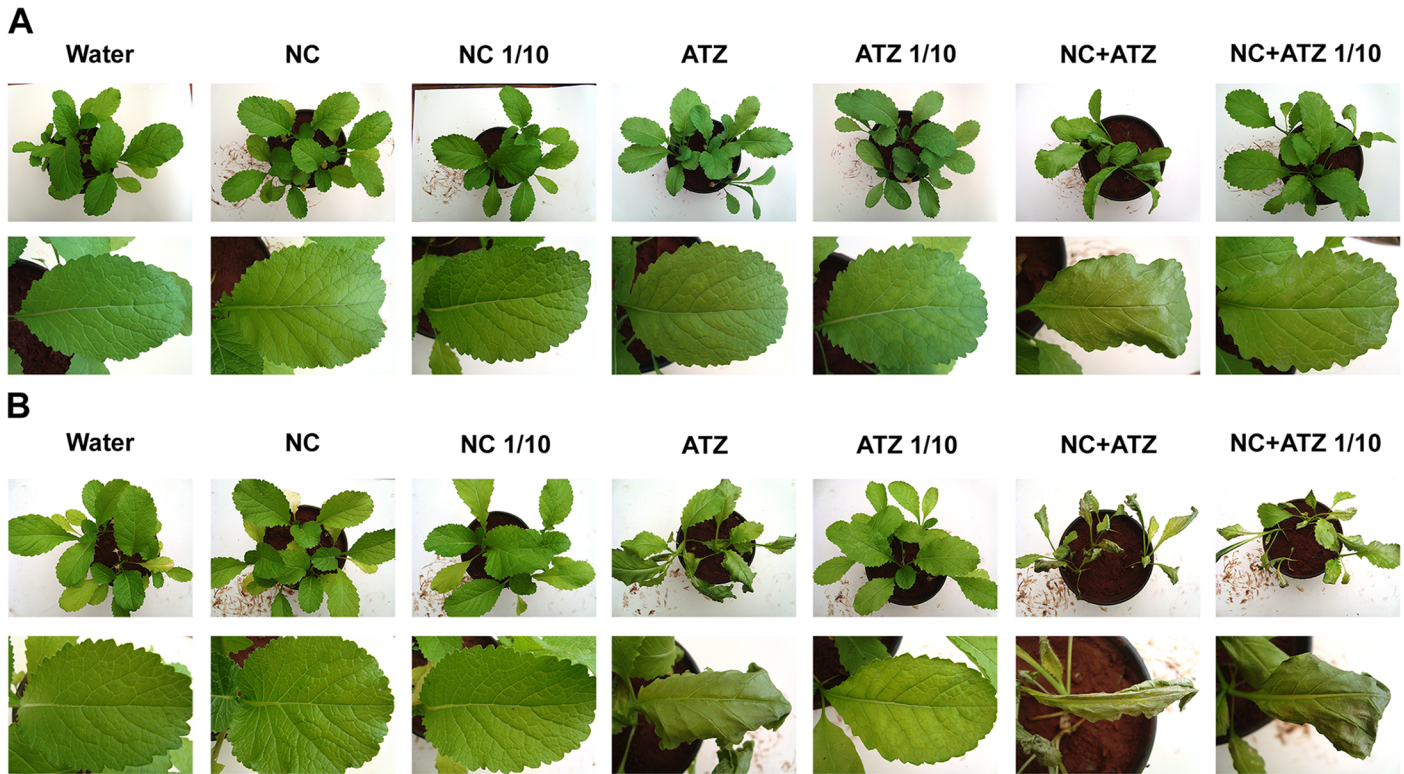 A
Water NC NC 1/10 ATZ ATZ 1/10 NC+ATZ NC+ATZ 1/10
B
Water NC NC 1/10 ATZ ATZ 1/10 NC+ATZ NC+ATZ 1/10